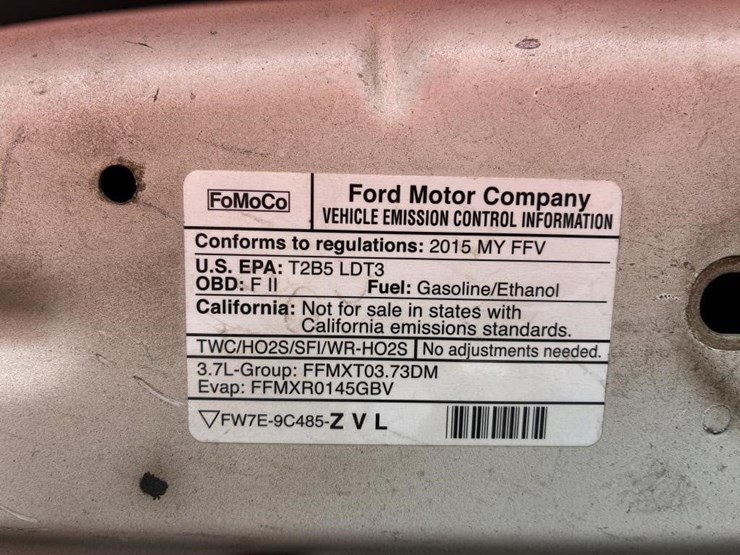 FoMoCo
Ford Motor Company
VEHICLE EMISSION CONTROL INFORMATION
Conforms to regulations: 2015 MY FFV
U.S. EPA: T2B5 LDT3
OBD: F II Fuel: Gasoline/Ethanol
California: Not for sale in states with
California emissions standards.
TWC/HO2S/SFI/WR-HO2S No adjustments needed.
3.7L-Group: FFMXT03.73DM
Evap: FFMXR0145GBV
FW7E-9C485-Z V L